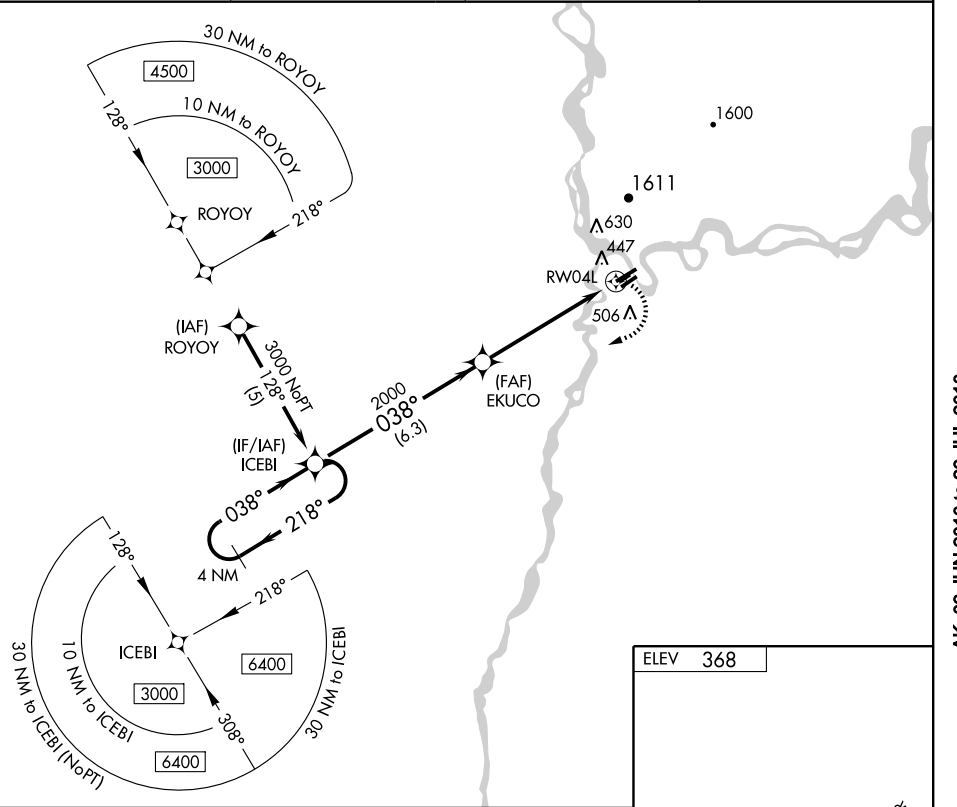 30 NM to ROYOY
4500
10 NM to ROYOY
128°
3000
ROYOY
218°
1600
1611
630
447
RW04L
506
(IAF)
ROYOY
3000 NoPT
128°
(5)
(FAF)
EKUCO
2000
038°
(6.3)
(IF/IAF)
ICEBI
038°
218°
4 NM
128°
218°
ICEBI
6400
3000
308°
6400
10 NM to ICEBI
30 NM to ICEBI (NoPT)
30 NM to ICEBI
ELEV 368